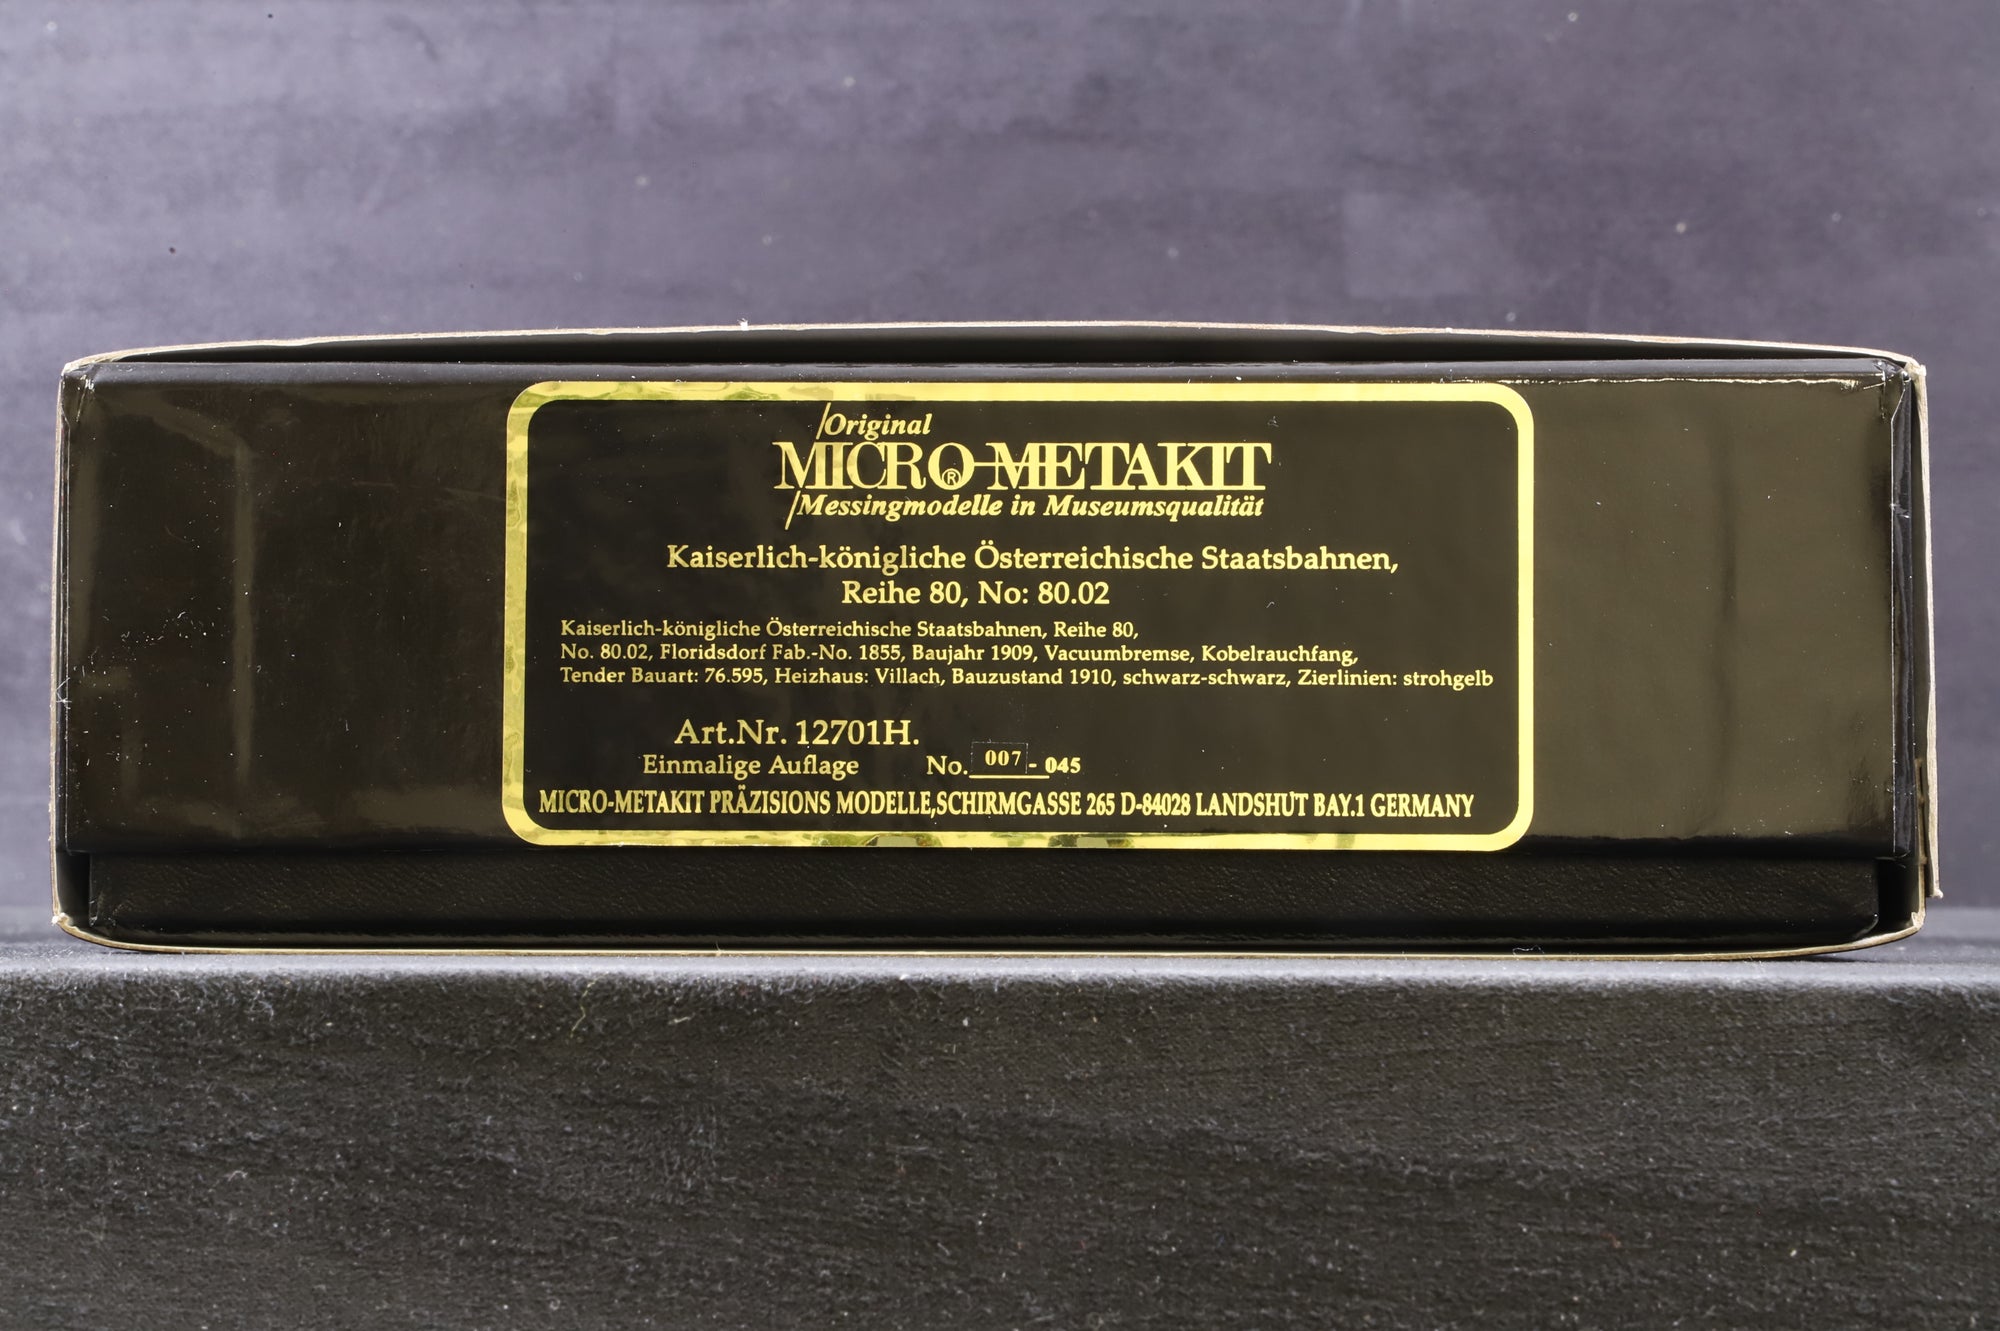 Original
MICRO-METAKIT
®
Messingmodelle in Museumsqualität
Kaiserlich-königliche Österreichische Staatsbahnen,
Reihe 80, No: 80.02
Kaiserlich-königliche Österreichische Staatsbahnen, Reihe 80,
No. 80.02, Floridsdorf Fab.-No. 1855, Baujahr 1909, Vacuumbremse, Kobelrauchfang,
Tender Bauart: 76.595, Heizhaus: Villach, Bauzustand 1910, schwarz-schwarz, Zierlinien: strohgelb
Art.Nr. 12701H.
Einmalige Auflage No. 007 - 045
MICRO-METAKIT PRÄZISIONS MODELLE,SCHIRMGASSE 265 D-84028 LANDSHUT BAY.1 GERMANY